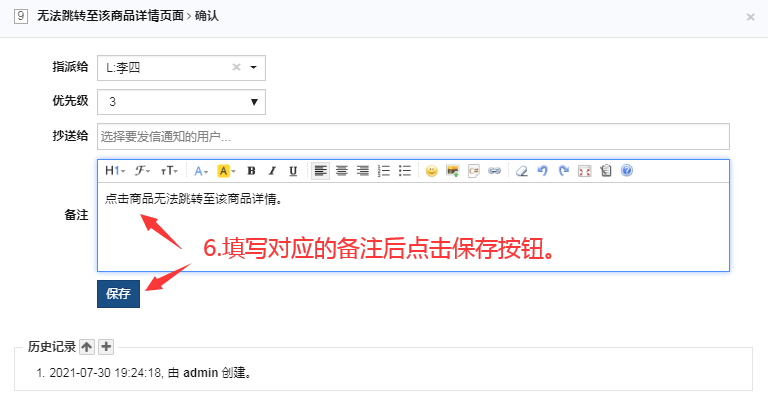 9 无法跳转至该商品详情页面 > 确认 ×
指派给 L:李四 ×
优先级 3
抄送给 选择要发信通知的用户...
H1 ℱ тT A A B I U C#
备注 点击商品无法跳转至该商品详情。
6.填写对应的备注后点击保存按钮。
保存
历史记录
1. 2021-07-30 19:24:18, 由 admin 创建。